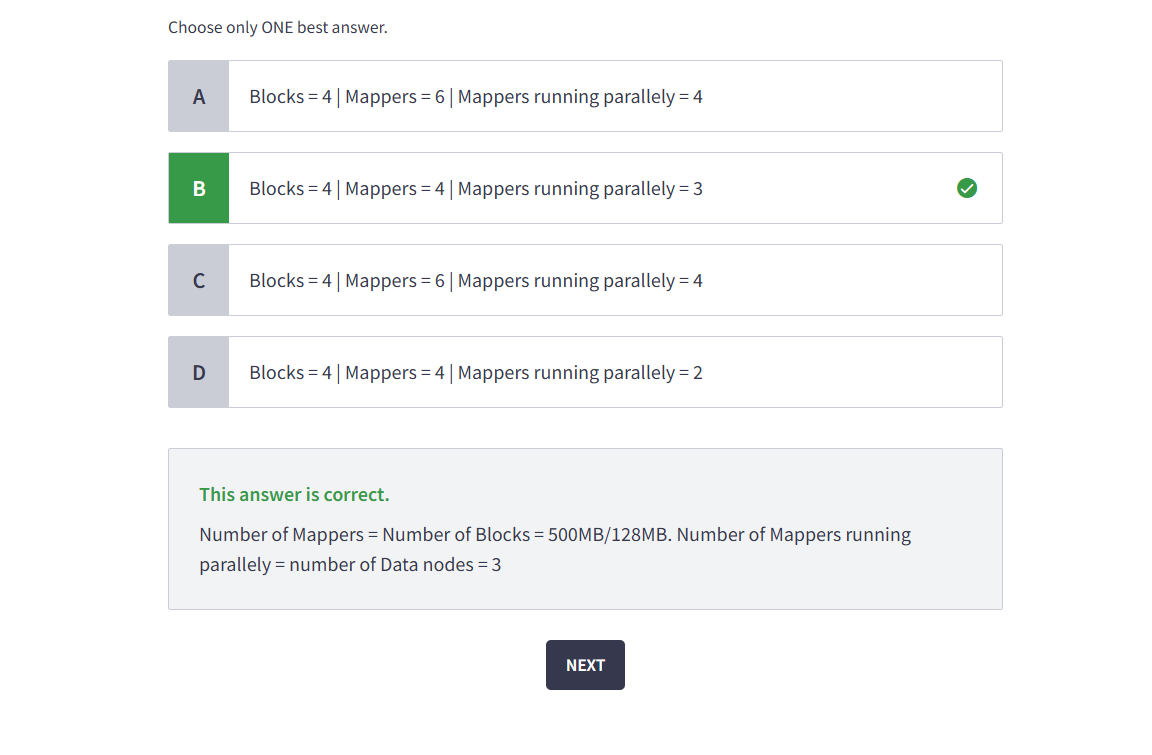 Choose only ONE best answer.
A
Blocks = 4 | Mappers = 6 | Mappers running parallely = 4
B
Blocks = 4 | Mappers = 4 | Mappers running parallely = 3
C
Blocks = 4 | Mappers = 6 | Mappers running parallely = 4
D
Blocks = 4 | Mappers = 4 | Mappers running parallely = 2
This answer is correct.
Number of Mappers = Number of Blocks = 500MB/128MB. Number of Mappers running
parallely = number of Data nodes = 3
NEXT